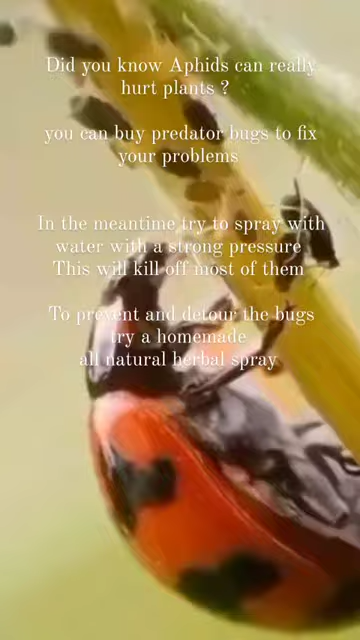 Did you know Aphids can really
hurt plants ?
you can buy predator bugs to fix
your problems
In the meantime try to spray with
water with a strong pressure
This will kill off most of them
To prevent and detour the bugs
try a homemade
all natural herbal spray